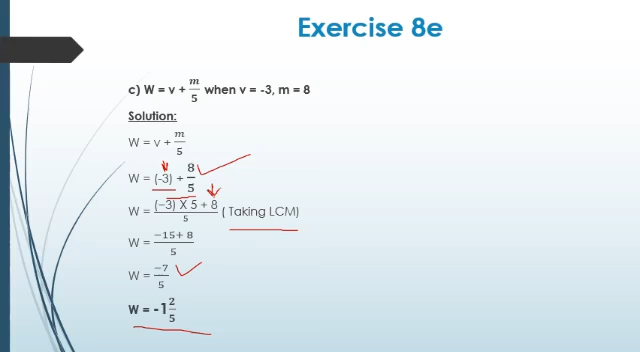 Exercise 8e
c) W = v + m/5 when v = -3, m = 8
Solution:
W = v + m/5
W = (-3) + 8/5
W = (−3) X 5 + 8/5 ( Taking LCM)
W = −15+ 8/5
W = −7/5
W = - 1 2/5